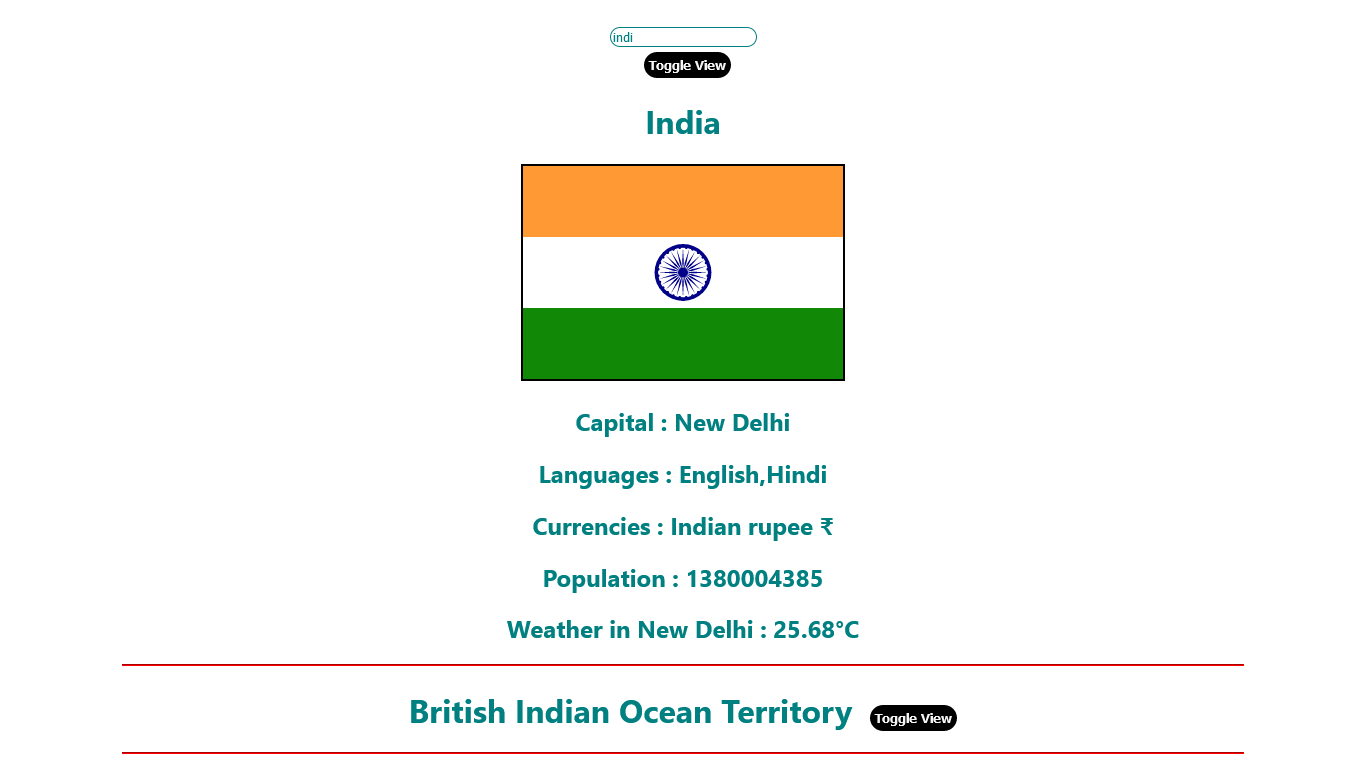 indi
Toggle View
India
Capital : New Delhi
Languages : English,Hindi
Currencies : Indian rupee ₹
Population : 1380004385
Weather in New Delhi : 25.68°C
British Indian Ocean Territory Toggle View